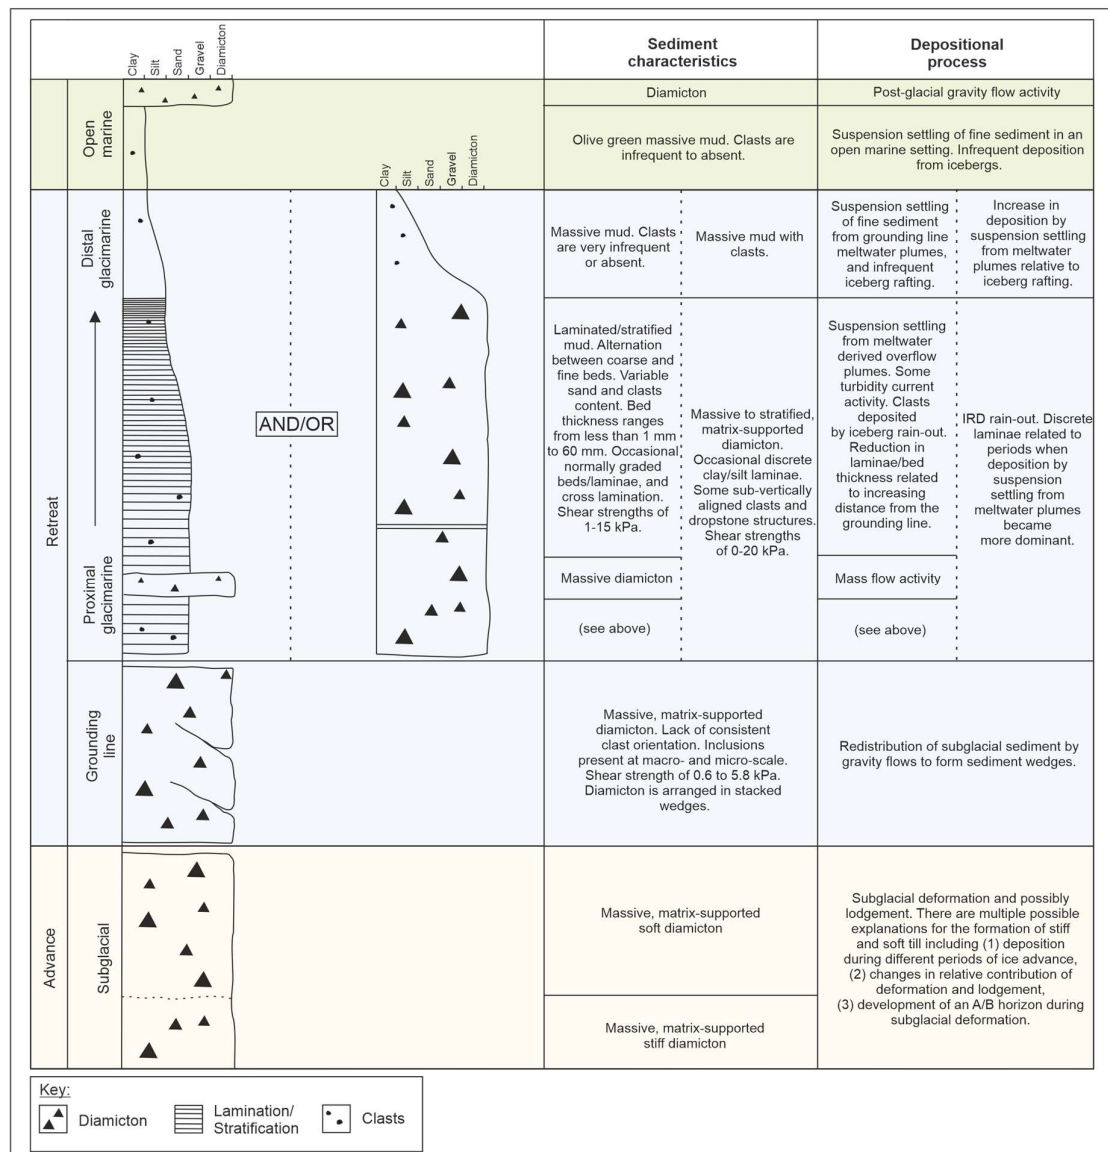 Clay
Silt
Sand
Gravel
Diamicton
Sediment
characteristics
Depositional
process
Open
marine
Diamicton
Post-glacial gravity flow activity
Olive green massive mud. Clasts are
infrequent to absent.
Suspension settling of fine sediment in an
open marine setting. Infrequent deposition
from icebergs.
Clay
Silt
Sand
Gravel
Diamicton
Retreat
Distal
glacimarine
Massive mud. Clasts
are very infrequent
or absent.
Massive mud with
clasts.
Suspension settling
of fine sediment
from grounding line
meltwater plumes,
and infrequent
iceberg rafting.
Increase in
deposition by
suspension settling
from meltwater
plumes relative to
iceberg rafting.
Proximal
glacimarine
AND/OR
Laminated/stratified
mud. Alternation
between coarse and
fine beds. Variable
sand and clasts
content. Bed
thickness ranges
from less than 1 mm
to 60 mm. Occasional
normally graded
beds/laminae, and
cross lamination.
Shear strengths of
1-15 kPa.
Massive to stratified,
matrix-supported
diamicton.
Occasional discrete
clay/silt laminae.
Some sub-vertically
aligned clasts and
dropstone structures.
Shear strengths
of 0-20 kPa.
Suspension settling
from meltwater
derived overflow
plumes. Some
turbidity current
activity. Clasts
deposited
by iceberg rain-out.
Reduction in
laminae/bed
thickness related
to increasing
distance from the
grounding line.
IRD rain-out. Discrete
laminae related to
periods when
deposition by
suspension
settling from
meltwater plumes
became
more dominant.
Massive diamicton
Mass flow activity
(see above)
(see above)
Grounding
line
Massive, matrix-supported
diamicton. Lack of consistent
clast orientation. Inclusions
present at macro- and micro-scale.
Shear strength of 0.6 to 5.8 kPa.
Diamicton is arranged in stacked
wedges.
Redistribution of subglacial sediment by
gravity flows to form sediment wedges.
Advance
Subglacial
Massive, matrix-supported
soft diamicton
Massive, matrix-supported
stiff diamicton
Subglacial deformation and possibly
lodgement. There are multiple possible
explanations for the formation of stiff
and soft till including (1) deposition
during different periods of ice advance,
(2) changes in relative contribution of
deformation and lodgement,
(3) development of an A/B horizon during
subglacial deformation.
Key:
Diamicton
Lamination/
Stratification
Clasts